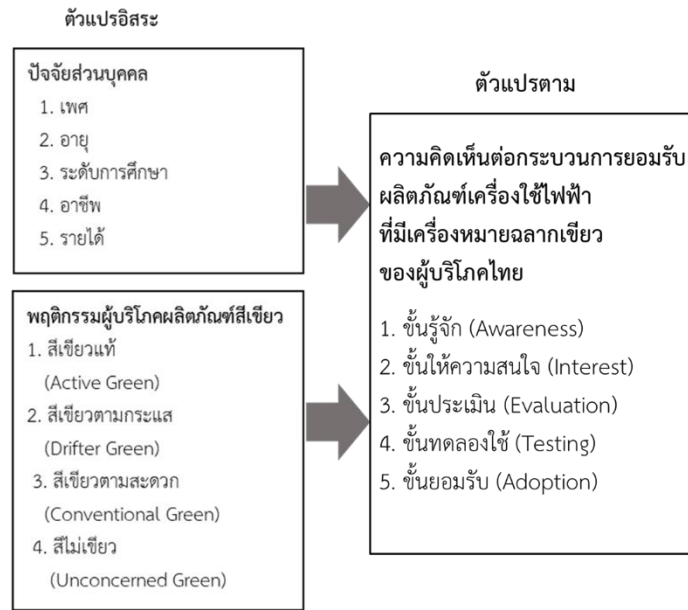 ตัวแปรอิสระ
ปัจจัยส่วนบุคคล
1. เพศ
2. อายุ
3. ระดับการศึกษา
4. อาชีพ
5. รายได้
พฤติกรรมผู้บริโภคผลิตภัณฑ์สีเขียว
1. สีเขียวแท้
(Active Green)
2. สีเขียวตามกระแส
(Drifter Green)
3. สีเขียวตามสะดวก
(Conventional Green)
4. สีไม่เขียว
(Unconcerned Green)
ตัวแปรตาม
ความคิดเห็นต่อกระบวนการยอมรับ
ผลิตภัณฑ์เครื่องใช้ไฟฟ้า
ที่มีเครื่องหมายฉลากเขียว
ของผู้บริโภคไทย
1. ขั้นรู้จัก (Awareness)
2. ขั้นให้ความสนใจ (Interest)
3. ขั้นประเมิน (Evaluation)
4. ขั้นทดลองใช้ (Testing)
5. ขั้นยอมรับ (Adoption)